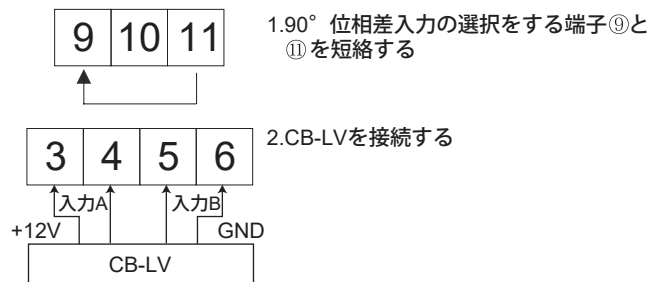 9 10 11
1.90°位相差入力の選択をする端子⑨と
⑪を短絡する
3 4 5 6
2.CB-LVを接続する
入力A 入力B
+12V GND
CB-LV